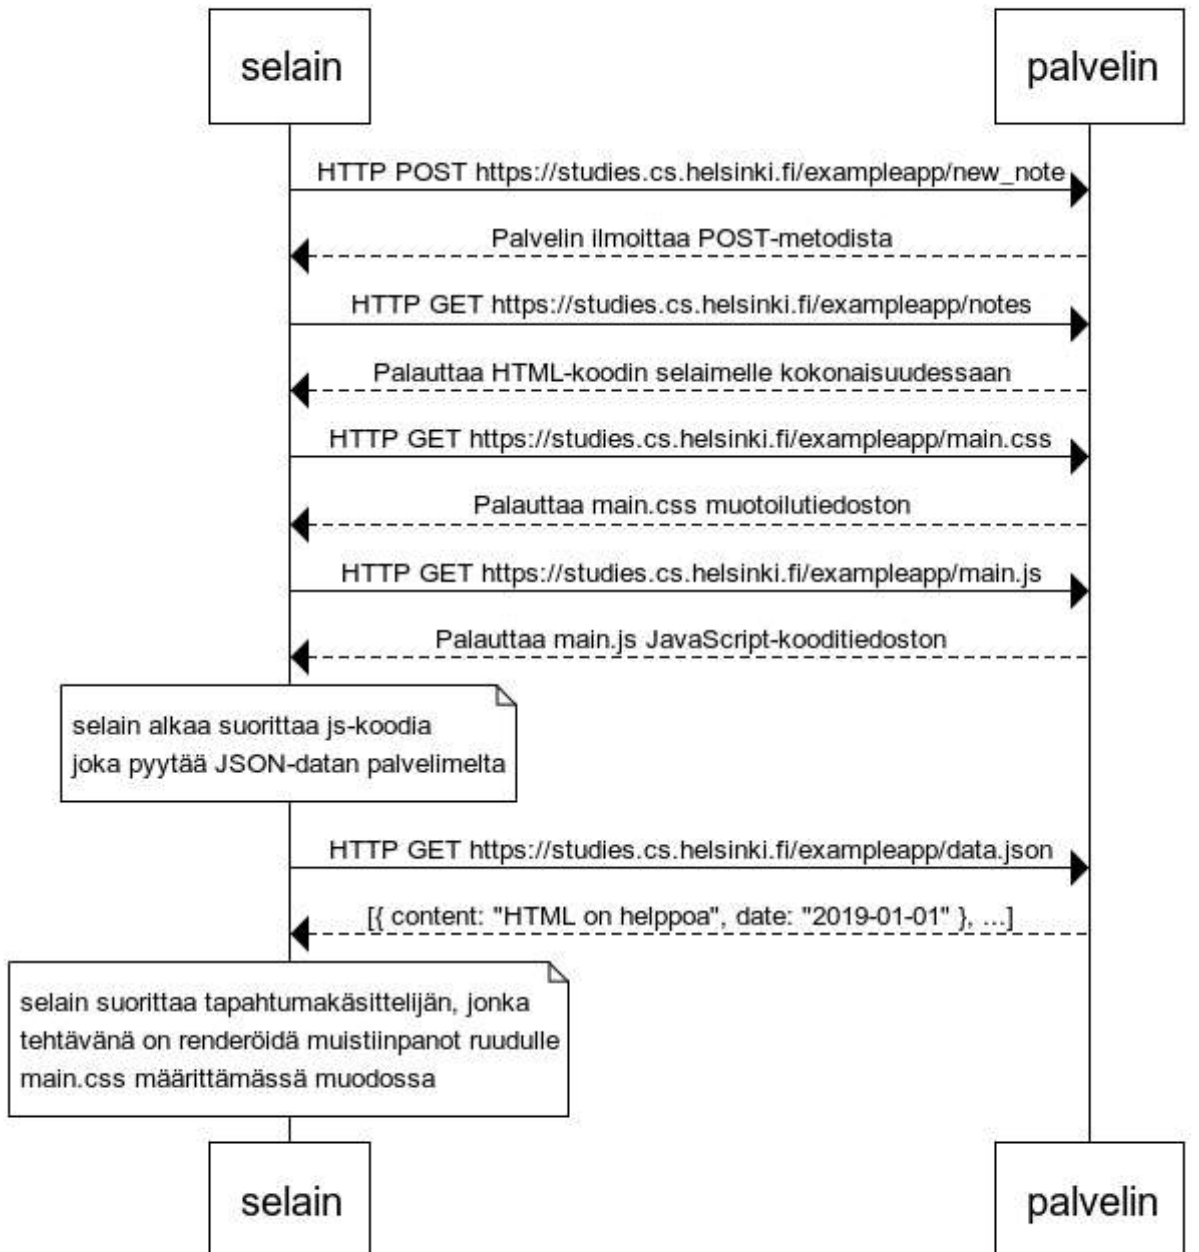 selain
palvelin
HTTP POST https://studies.cs.helsinki.fi/exampleapp/new_note
Palvelin ilmoittaa POST-metodista
HTTP GET https://studies.cs.helsinki.fi/exampleapp/notes
Palauttaa HTML-koodin selaimelle kokonaisuudessaan
HTTP GET https://studies.cs.helsinki.fi/exampleapp/main.css
Palauttaa main.css muotoilutiedoston
HTTP GET https://studies.cs.helsinki.fi/exampleapp/main.js
Palauttaa main.js JavaScript-kooditiedoston
selain alkaa suorittaa js-koodia
joka pyytää JSON-datan palvelimelta
HTTP GET https://studies.cs.helsinki.fi/exampleapp/data.json
[{ content: "HTML on helppoa", date: "2019-01-01" }, ...]
selain suorittaa tapahtumakäsittelijän, jonka
tehtävänä on renderöidä muistiinpanot ruudulle
main.css määrittämässä muodossa
selain
palvelin